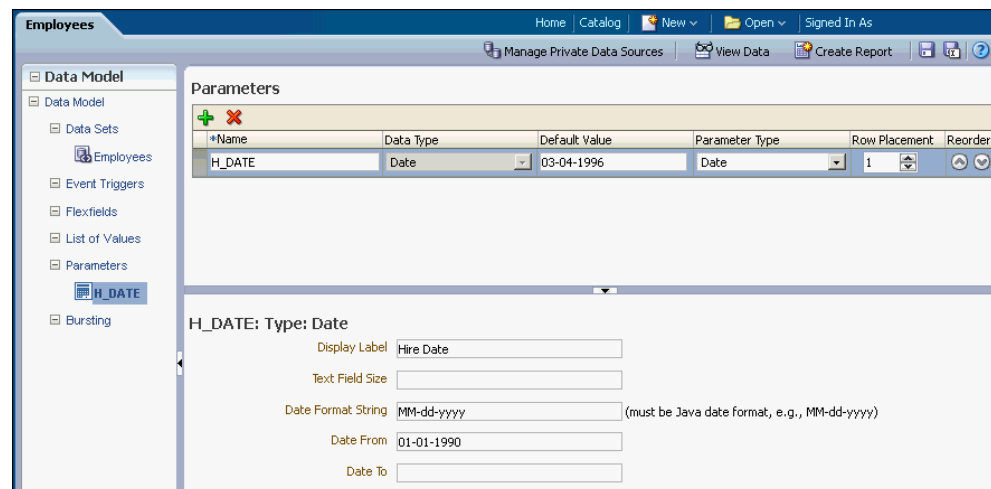 Employees
Home Catalog New Open Signed In As
Manage Private Data Sources View Data Create Report
Data Model
Data Model
Data Sets
Employees
Event Triggers
Flexfields
List of Values
Parameters
H_DATE
Bursting
Parameters
*Name Data Type Default Value Parameter Type Row Placement Reorder
H_DATE Date 03-04-1996 Date 1
H_DATE: Type: Date
Display Label Hire Date
Text Field Size
Date Format String MM-dd-yyyy (must be Java date format, e.g., MM-dd-yyyy)
Date From 01-01-1990
Date To